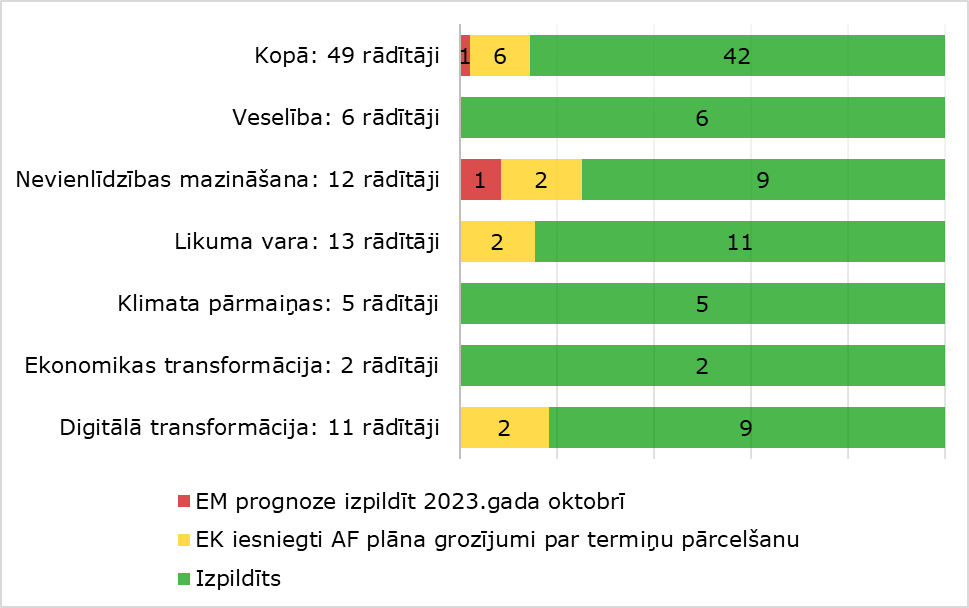 Kopā: 49 rādītāji 1 6 42
Veselība: 6 rādītāji 6
Nevienlīdzības mazināšana: 12 rādītāji 1 2 9
Likuma vara: 13 rādītāji 2 11
Klimata pārmaiņas: 5 rādītāji 5
Ekonomikas transformācija: 2 rādītāji 2
Digitālā transformācija: 11 rādītāji 2 9
EM prognoze izpildīt 2023.gada oktobrī
EK iesniegti AF plāna grozījumi par termiņu pārcelšanu
Izpildīts